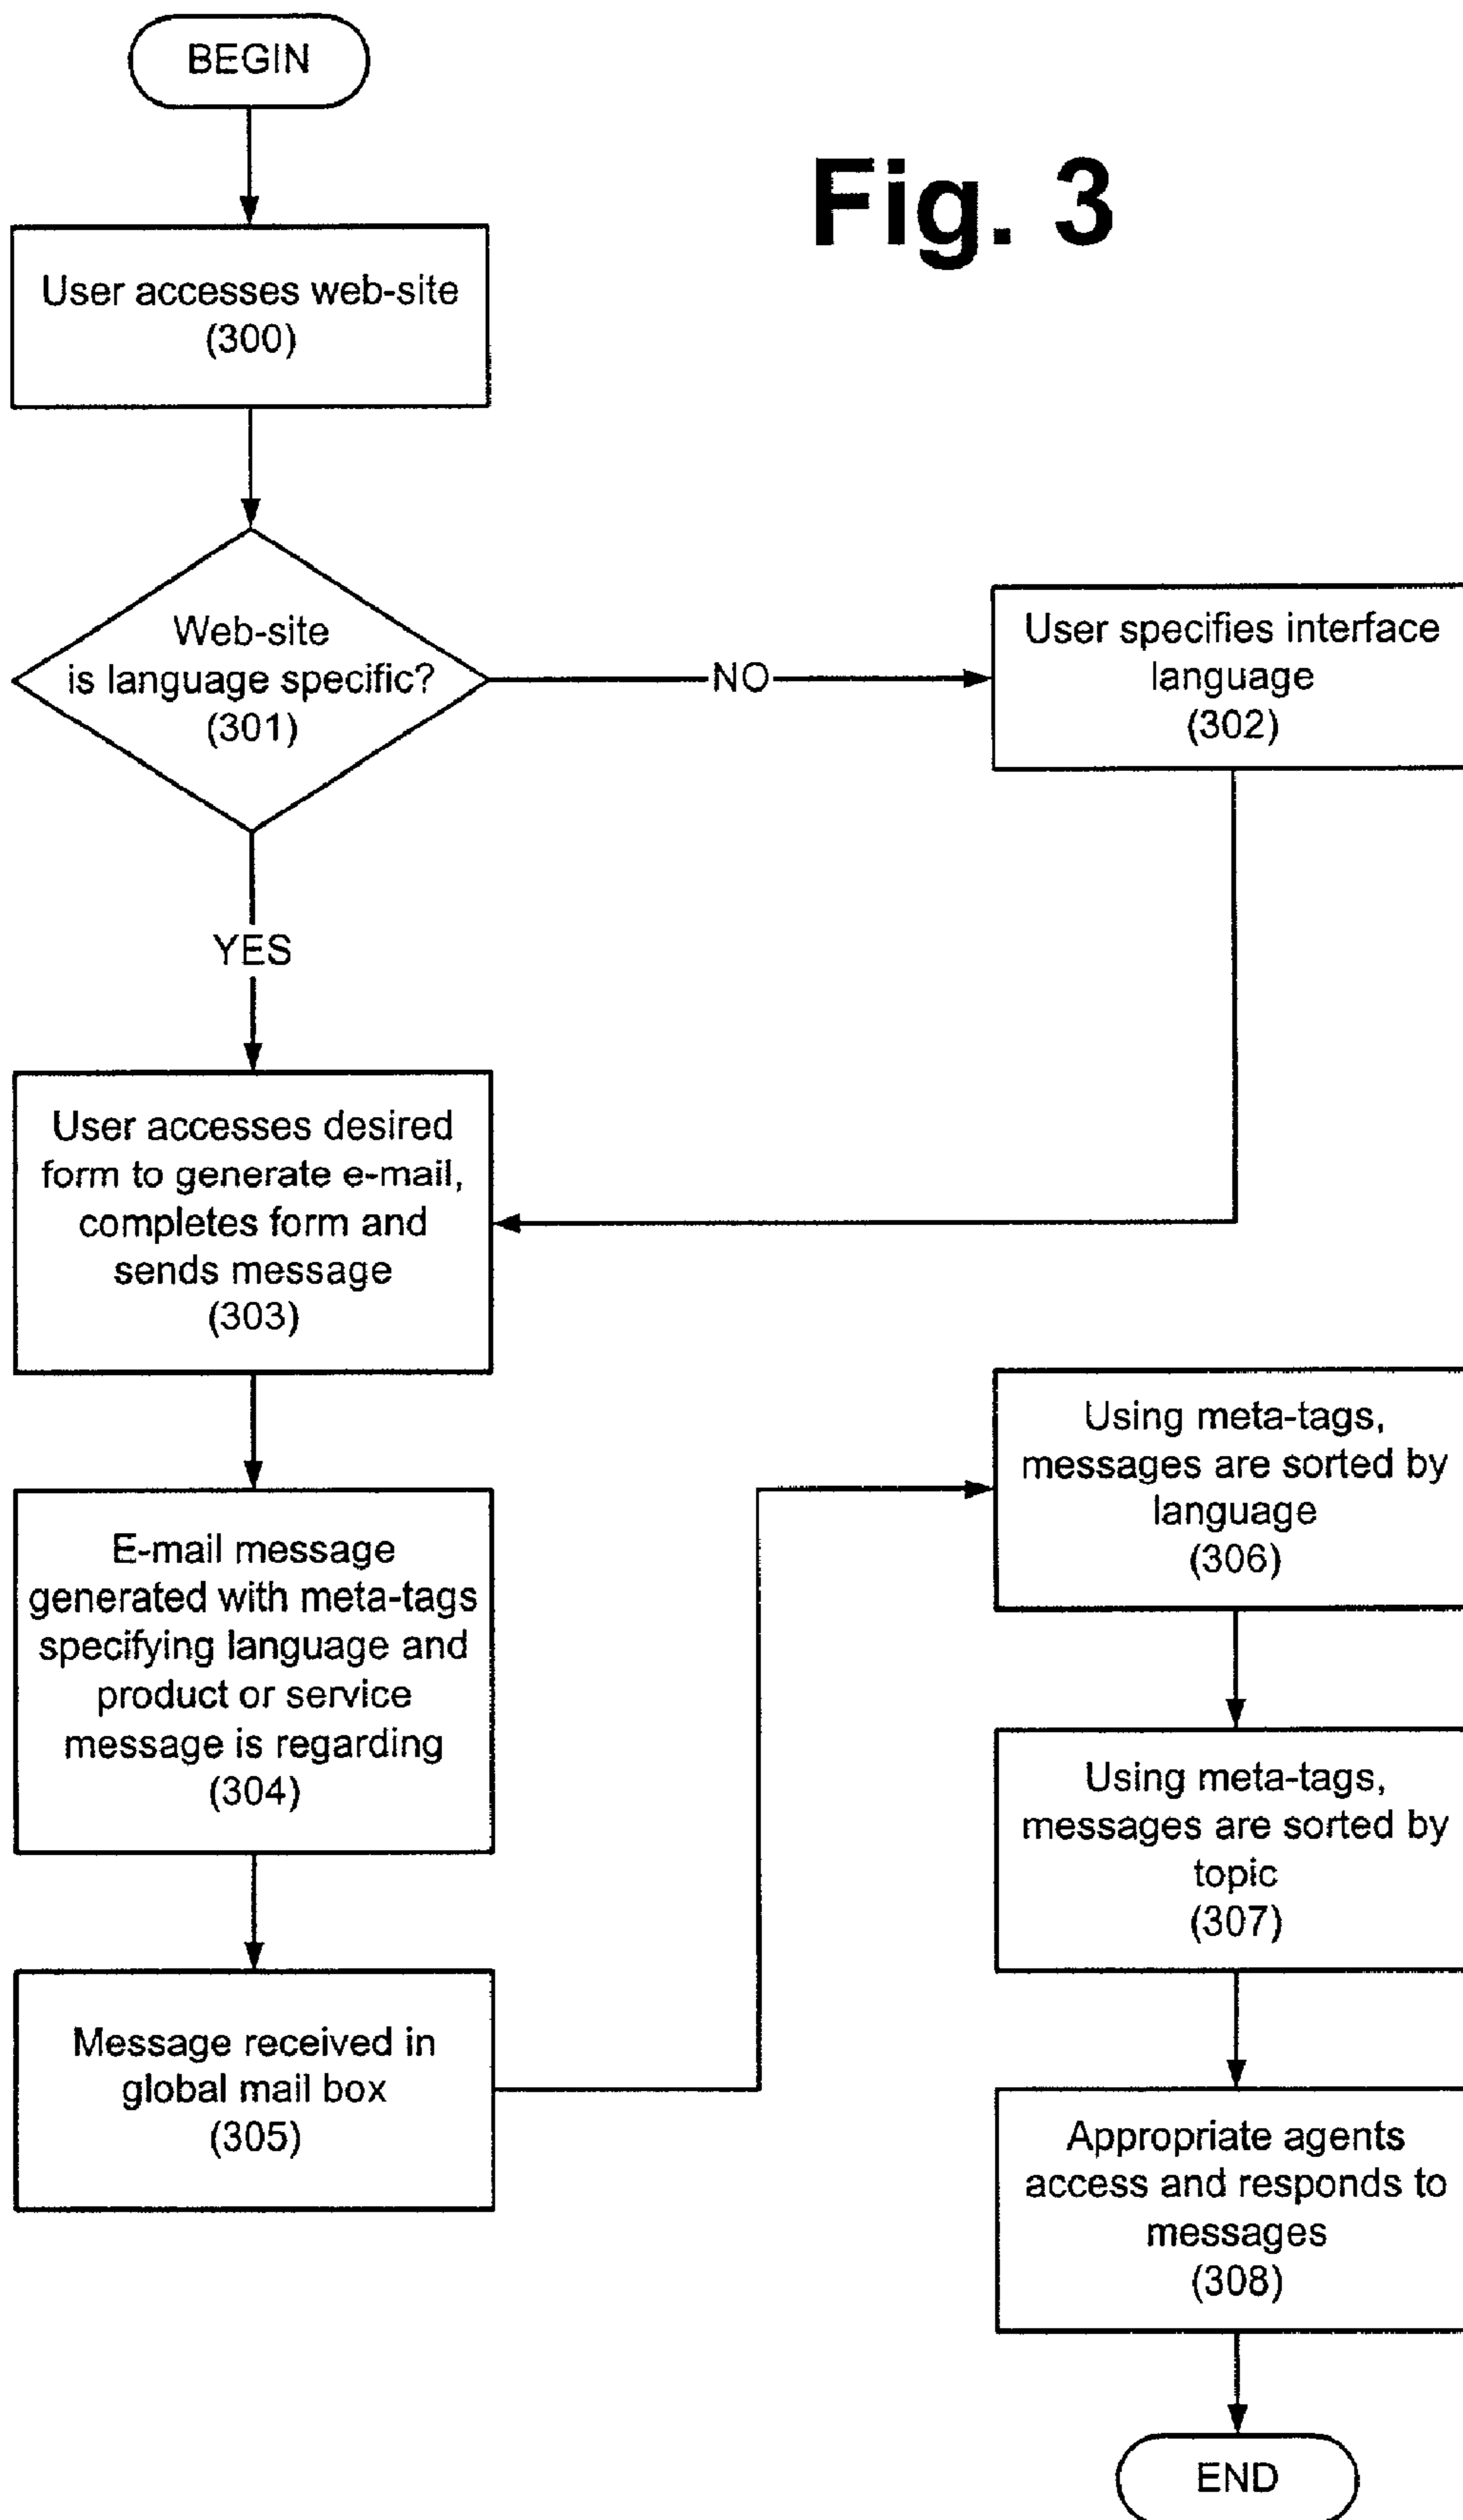 BEGIN
Fig. 3
User accesses web-site
(300)
Web-site
is language specific?
(301)
NO
User specifies interface
language
(302)
YES
User accesses desired
form to generate e-mail,
completes form and
sends message
(303)
E-mail message
generated with meta-tags
specifying language and
product or service
message is regarding
(304)
Message received in
global mail box
(305)
Using meta-tags,
messages are sorted by
language
(306)
Using meta-tags,
messages are sorted by
topic
(307)
Appropriate agents
access and responds to
messages
(308)
END